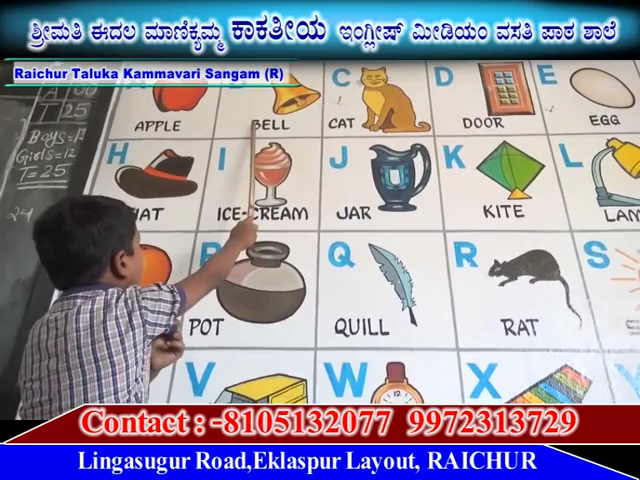 ಶ್ರೀಮತಿ ಈದಲ ಮಾಣಿಕ್ಯಮ್ಮ ಕಾಕತೀಯ ಇಂಗ್ಲೀಷ್ ಮೀಡಿಯಂ ವಸತಿ ಪಾಠ ಶಾಲೆ
Raichur Taluka Kammavari Sangam (R)
T 25
Boys=13
Girls=12
T=25
C D E
APPLE BELL CAT DOOR EGG
H I J K L
HAT ICE-CREAM JAR KITE LAM
P Q R S
POT QUILL RAT
V W X
Contact : -8105132077 9972313729
Lingasugur Road,Eklaspur Layout, RAICHUR